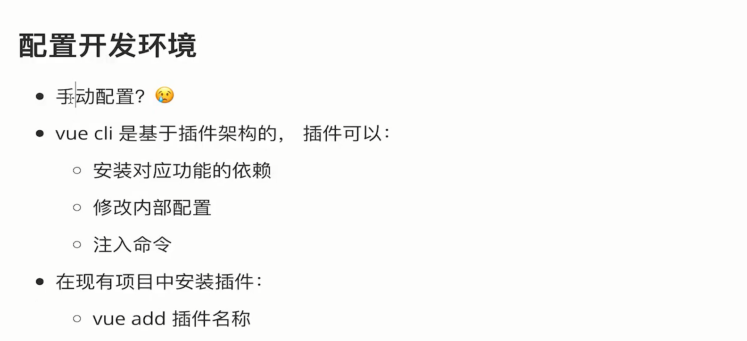 配置开发环境
手动配置? 😢
vue cli 是基于插件架构的， 插件可以：
安装对应功能的依赖
修改内部配置
注入命令
在现有项目中安装插件：
vue add 插件名称